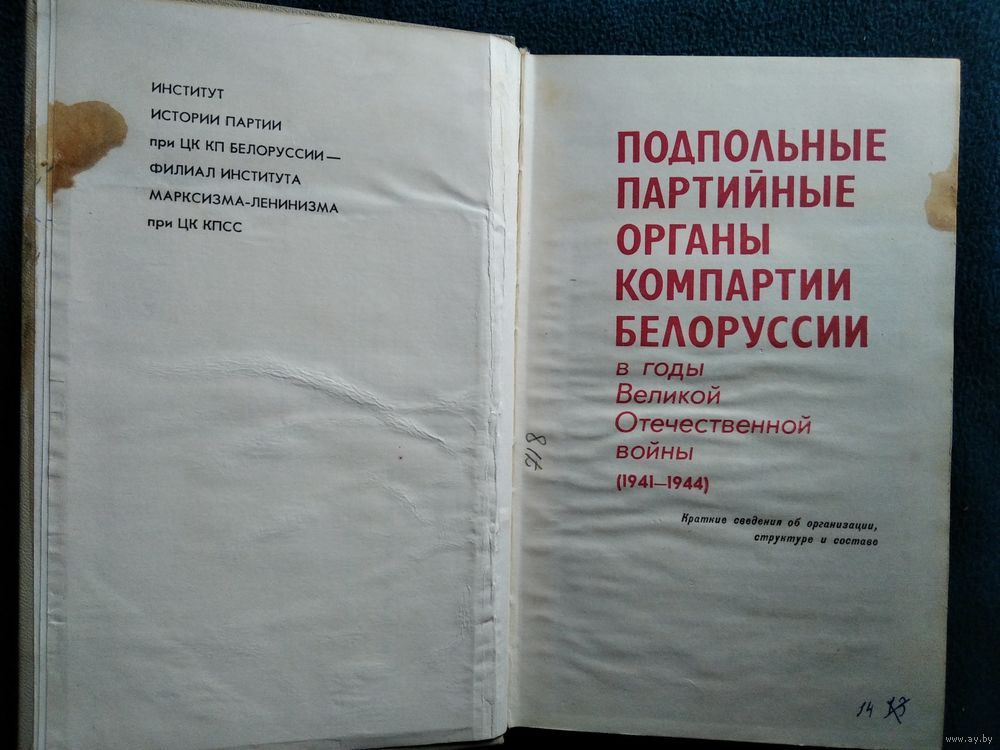 ИНСТИТУТ
ИСТОРИИ ПАРТИИ
при ЦК КП БЕЛОРУССИИ—
ФИЛИАЛ ИНСТИТУТА
МАРКСИЗМА-ЛЕНИНИЗМА
при ЦК КПСС
ПОДПОЛЬНЫЕ
ПАРТИЙНЫЕ
ОРГАНЫ
КОМПАРТИИ
БЕЛОРУССИИ
в годы
Великой
Отечественной
войны
(1941—1944)
Краткие сведения об организации,
структуре и составе
718
14
www.ay.by